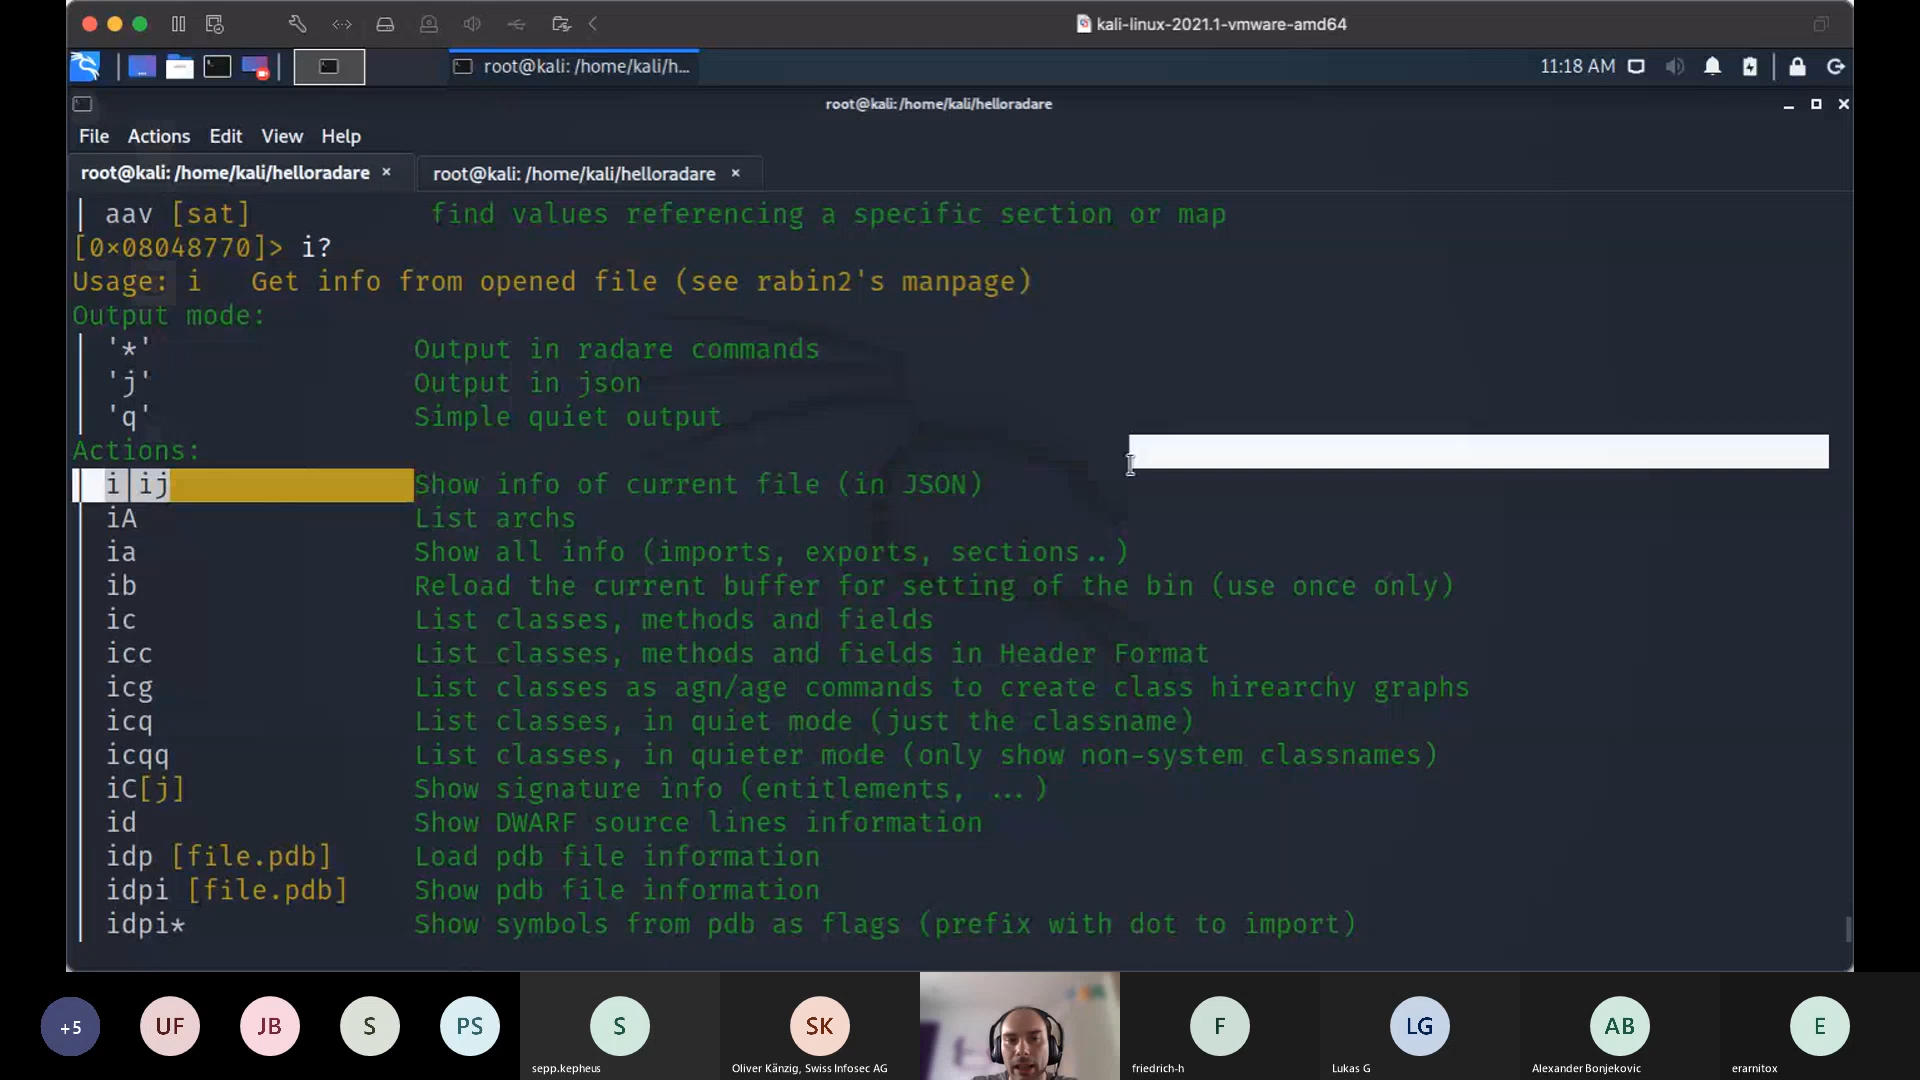 kali-linux-2021.1-vmware-amd64
root@kali: /home/kali/h...
11:18 AM
root@kali:/home/kali/helloradare
File Actions Edit View Help
root@kali: /home/kali/helloradare × root@kali: /home/kali/helloradare ×
| aav [sat] find values referencing a specific section or map
[0×08048770]> i?
Usage: i Get info from opened file (see rabin2's manpage)
Output mode:
| '*' Output in radare commands
| 'j' Output in json
| 'q' Simple quiet output
Actions:
| i|ij Show info of current file (in JSON)
| iA List archs
| ia Show all info (imports, exports, sections..)
| ib Reload the current buffer for setting of the bin (use once only)
| ic List classes, methods and fields
| icc List classes, methods and fields in Header Format
| icg List classes as agn/age commands to create class hirearchy graphs
| icq List classes, in quiet mode (just the classname)
| icqq List classes, in quieter mode (only show non-system classnames)
| iC[j] Show signature info (entitlements, ...)
| id Show DWARF source lines information
| idp [file.pdb] Load pdb file information
| idpi [file.pdb] Show pdb file information
| idpi* Show symbols from pdb as flags (prefix with dot to import)
+5 UF JB S PS S SK F LG AB E
sepp.kepheus Oliver Känzig, Swiss Infosec AG friedrich-h Lukas G Alexander Bonjekovic erarnitox